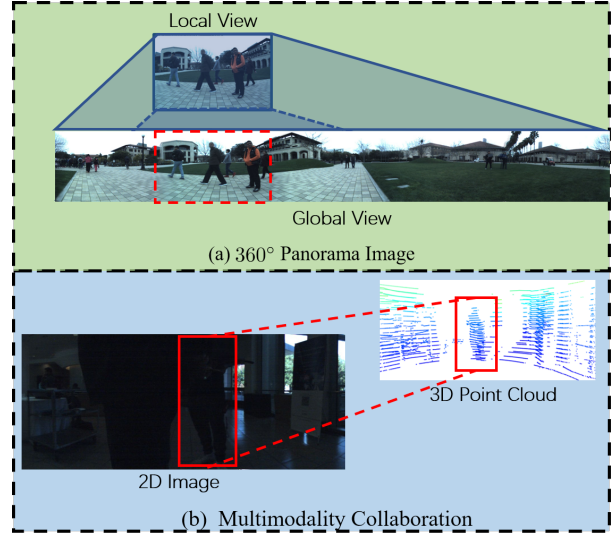 Local View
Global View
(a) 360° Panorama Image
3D Point Cloud
2D Image
(b) Multimodality Collaboration